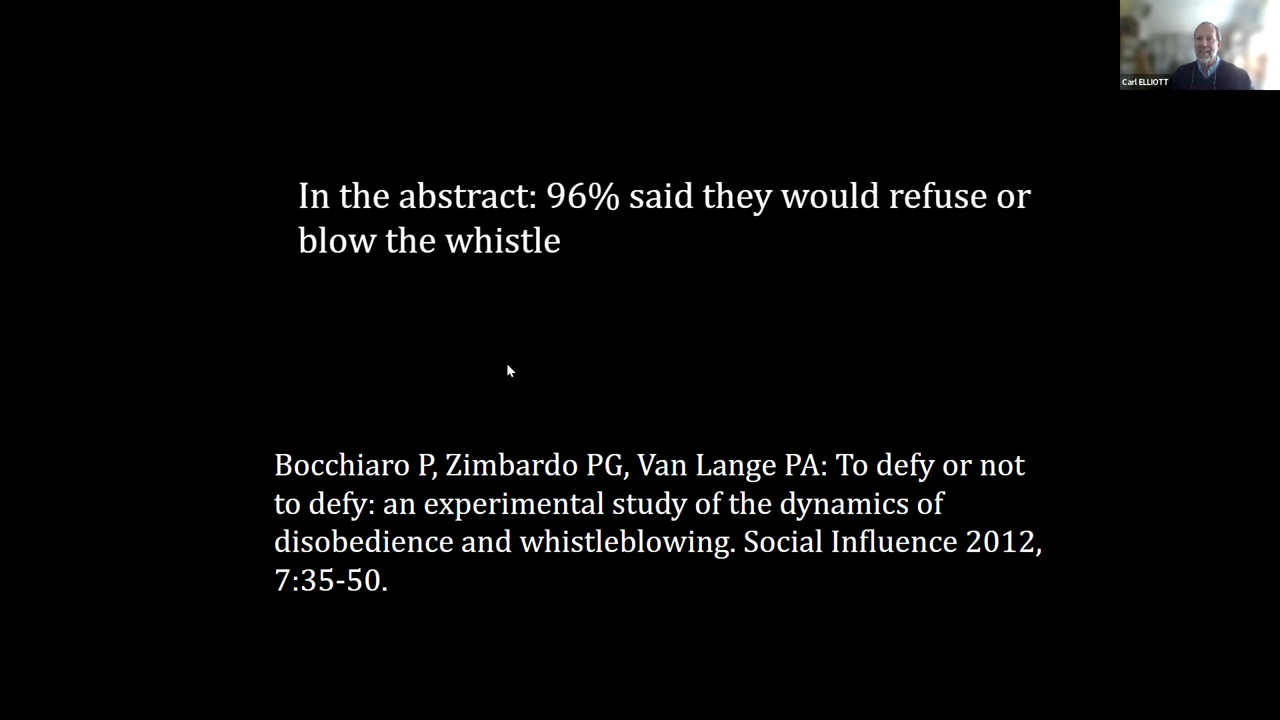 Carl ELLIOTT
In the abstract: 96% said they would refuse or
blow the whistle
Bocchiaro P, Zimbardo PG, Van Lange PA: To defy or not
to defy: an experimental study of the dynamics of
disobedience and whistleblowing. Social Influence 2012,
7:35-50.